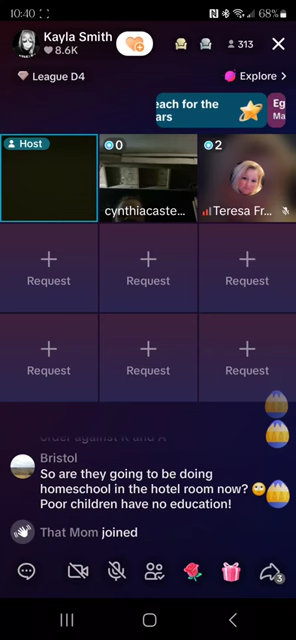 10:40 68%
Kayla Smith
8.6K
313
League D4
Explore >
each for the
ars
Eg
Ma
Host
0
2
cynthiacaste...
Teresa Fr...
Request
Request
Request
Request
Request
Request
order against K and A
Bristol
So are they going to be doing
homeschool in the hotel room now? 🙄
Poor children have no education!
That Mom joined
3